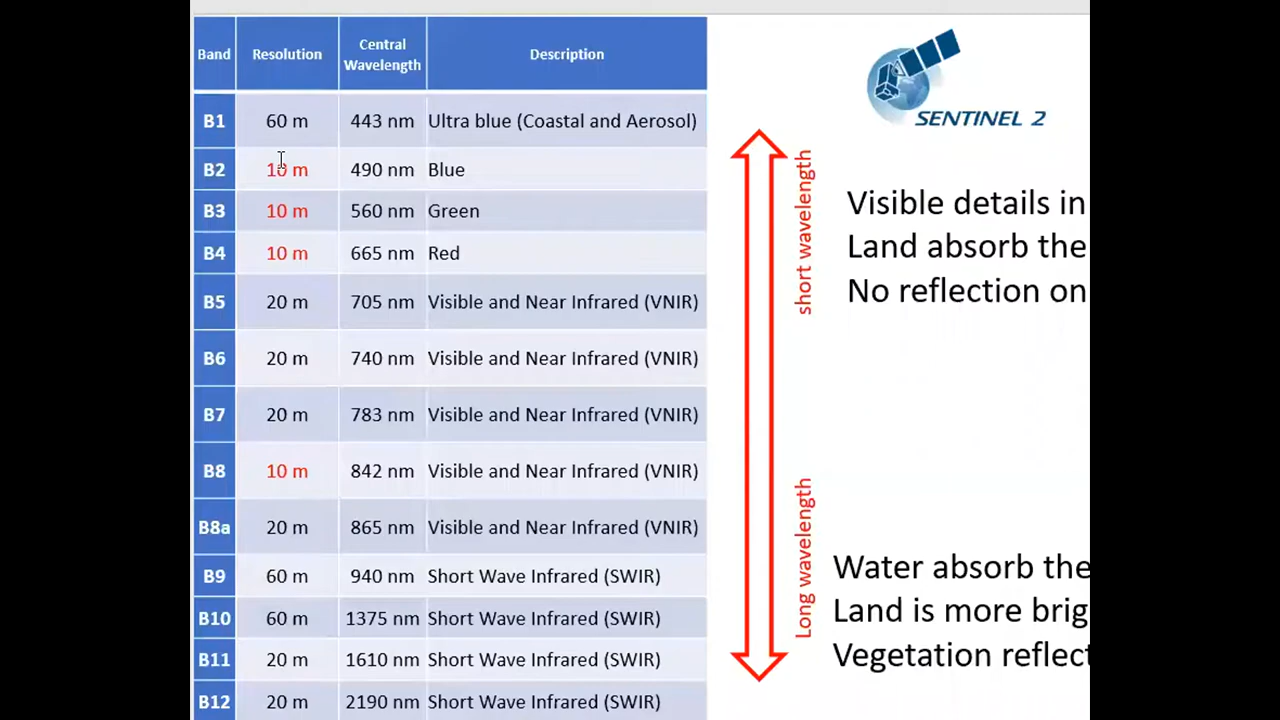 Band Resolution Central Wavelength Description
B1 60 m 443 nm Ultra blue (Coastal and Aerosol)
B2 10 m 490 nm Blue
B3 10 m 560 nm Green
B4 10 m 665 nm Red
B5 20 m 705 nm Visible and Near Infrared (VNIR)
B6 20 m 740 nm Visible and Near Infrared (VNIR)
B7 20 m 783 nm Visible and Near Infrared (VNIR)
B8 10 m 842 nm Visible and Near Infrared (VNIR)
B8a 20 m 865 nm Visible and Near Infrared (VNIR)
B9 60 m 940 nm Short Wave Infrared (SWIR)
B10 60 m 1375 nm Short Wave Infrared (SWIR)
B11 20 m 1610 nm Short Wave Infrared (SWIR)
B12 20 m 2190 nm Short Wave Infrared (SWIR)
short wavelength
Long wavelength
SENTINEL 2
Visible details in
Land absorb the
No reflection on
Water absorb the
Land is more brig
Vegetation reflect